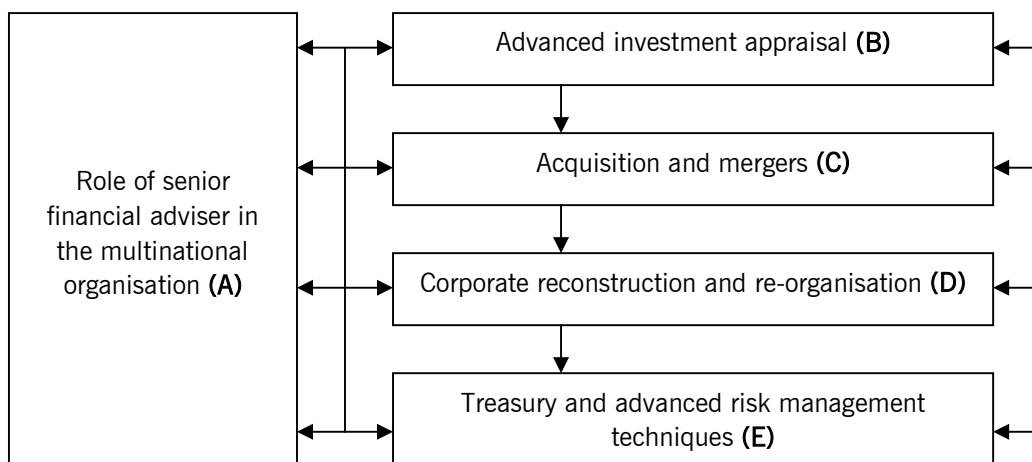 Role of senior
financial adviser in
the multinational
organisation (A)
Advanced investment appraisal (B)
Acquisition and mergers (C)
Corporate reconstruction and re-organisation (D)
Treasury and advanced risk management
techniques (E)